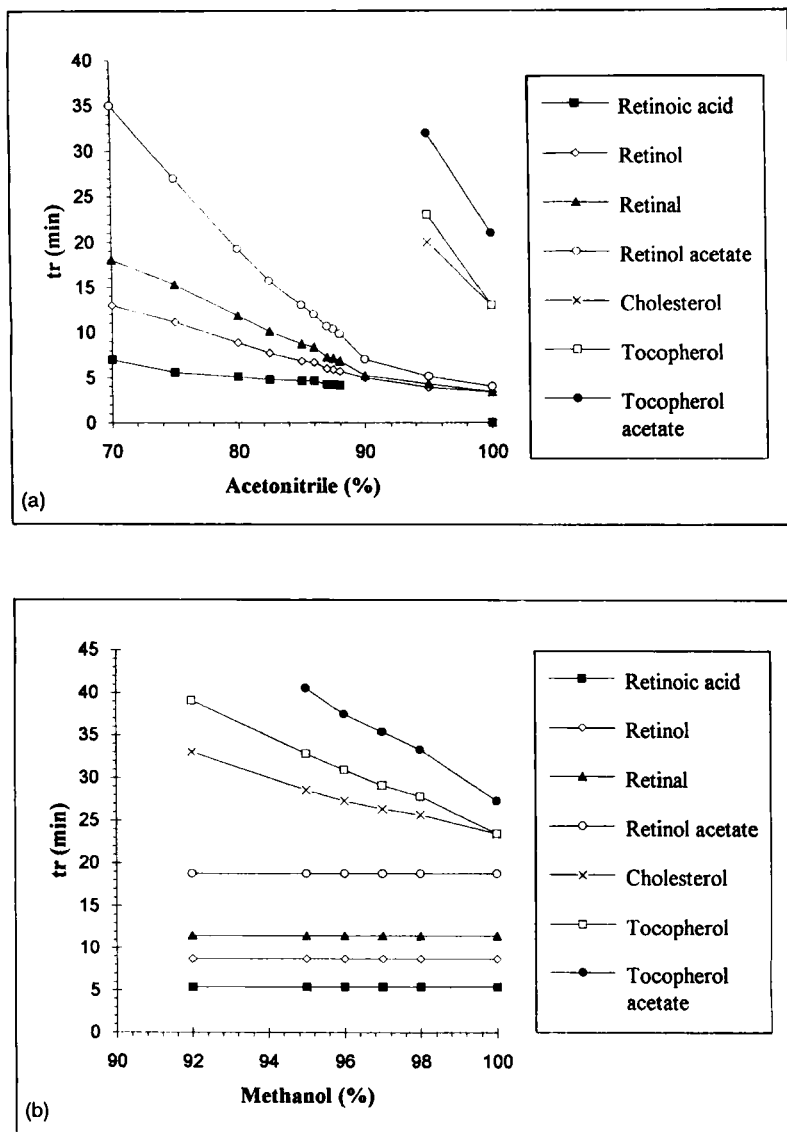 40
35
30
25
20
15
10
5
0
tr (min)
70
80
90
100
Acetonitrile (%)
(a)
Retinoic acid
Retinol
Retinal
Retinol acetate
Cholesterol
Tocopherol
Tocopherol
acetate
45
40
35
30
25
20
15
10
5
0
tr (min)
90
92
94
96
98
100
Methanol (%)
(b)
Retinoic acid
Retinol
Retinal
Retinol acetate
Cholesterol
Tocopherol
Tocopherol
acetate